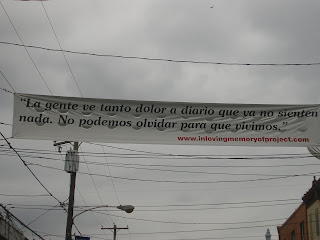 “La gente ve tanto dolor a diario que ya no sienten
nada. No podemos olvidar para que vivimos.”
www.inlovingmemoryofproject.com